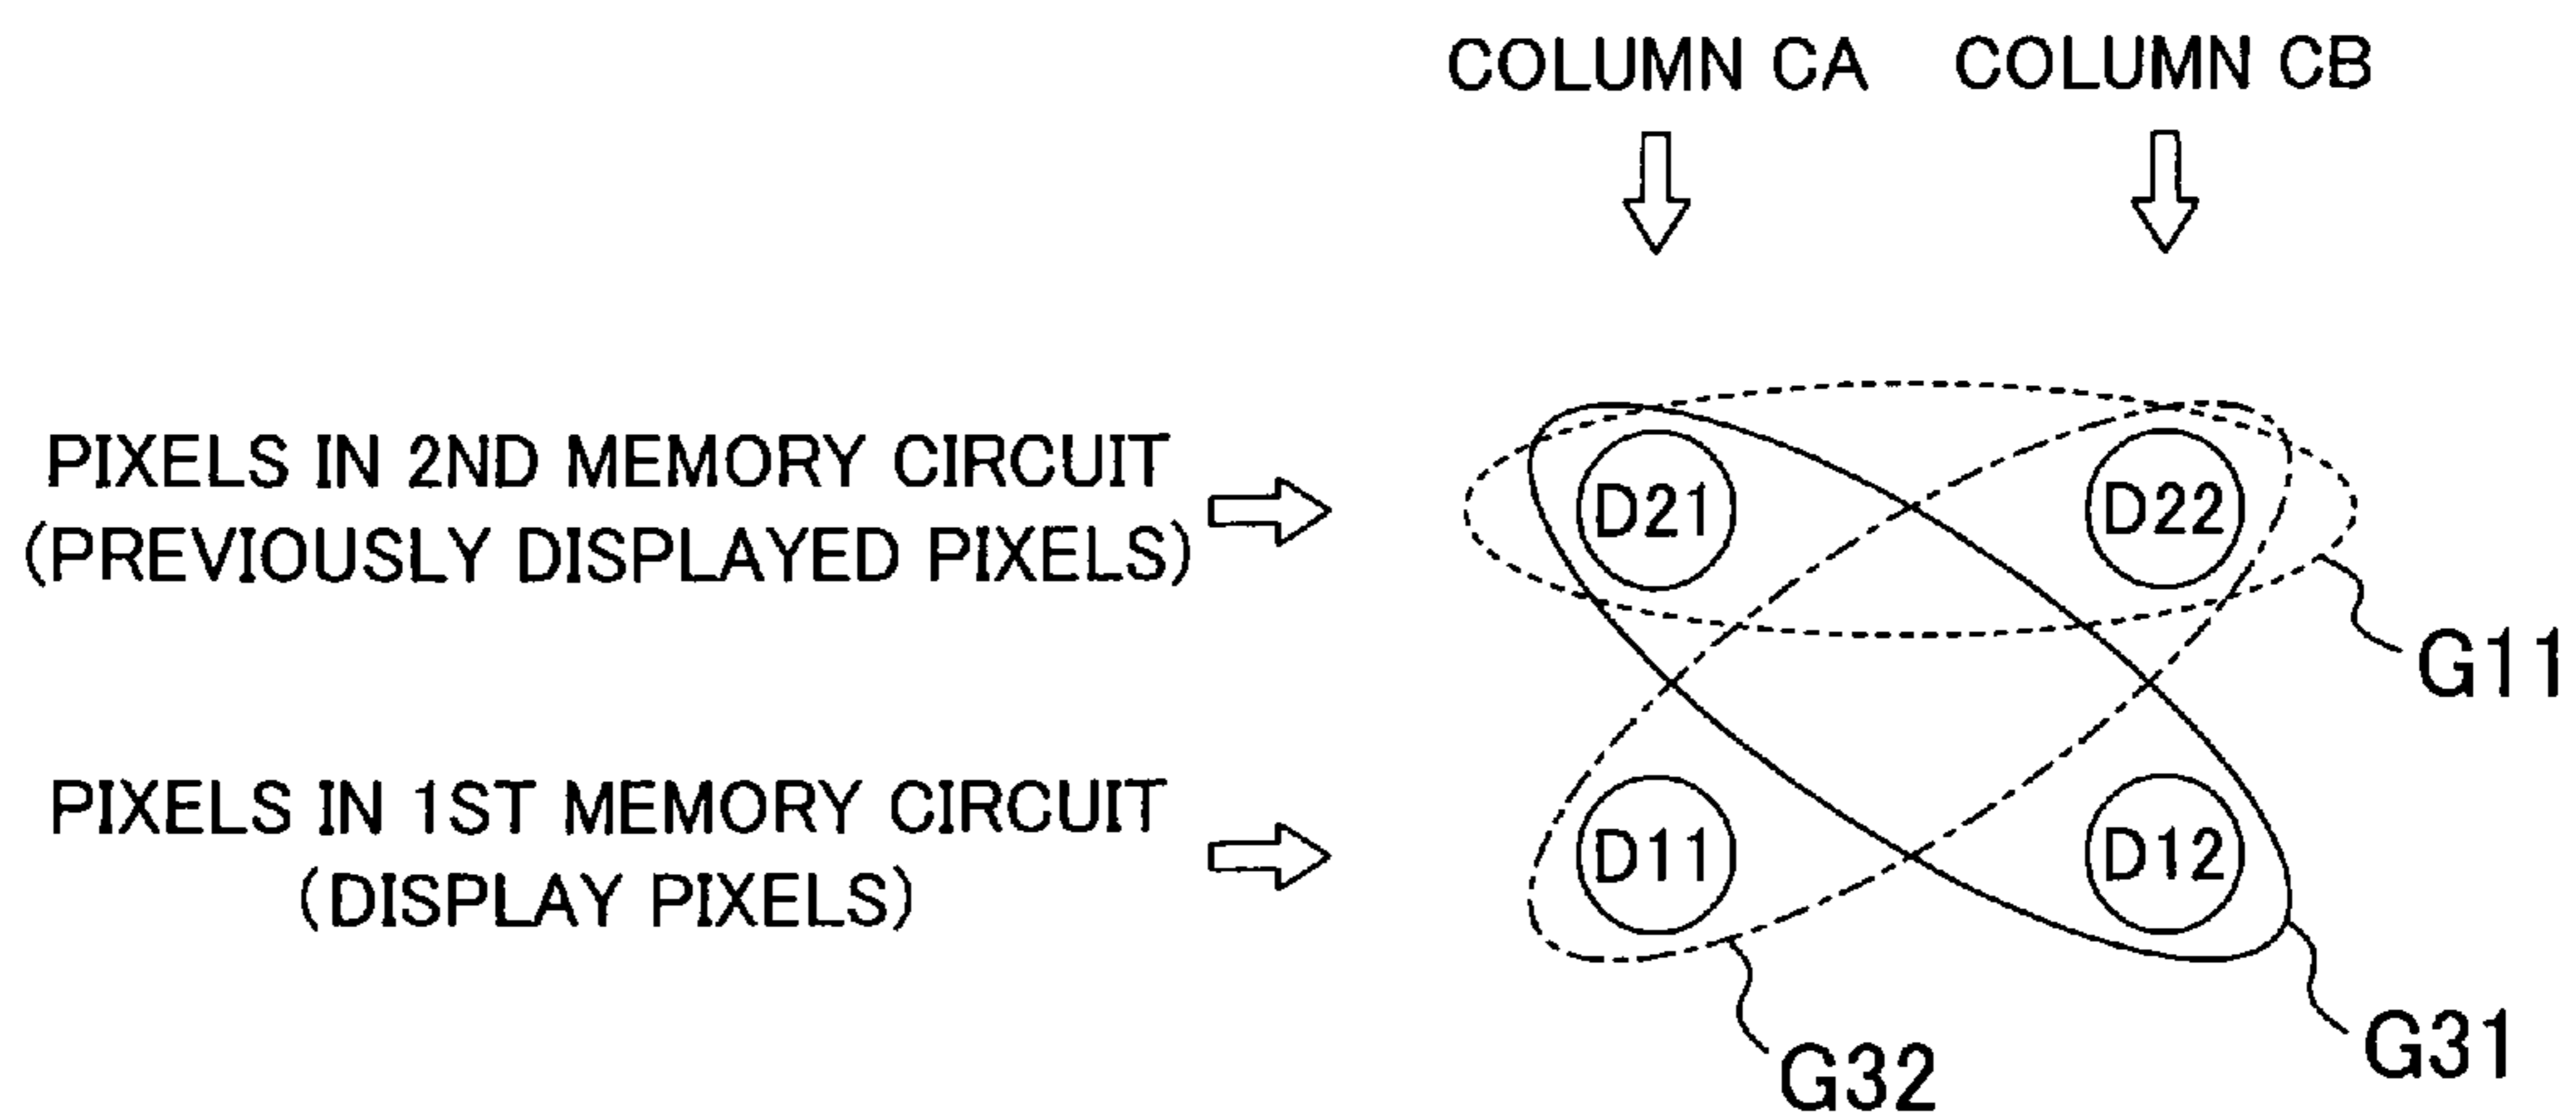 COLUMN CA COLUMN CB
PIXELS IN 2ND MEMORY CIRCUIT
(PREVIOUSLY DISPLAYED PIXELS)
D21 D22
G11
PIXELS IN 1ST MEMORY CIRCUIT
(DISPLAY PIXELS)
D11 D12
G32
G31